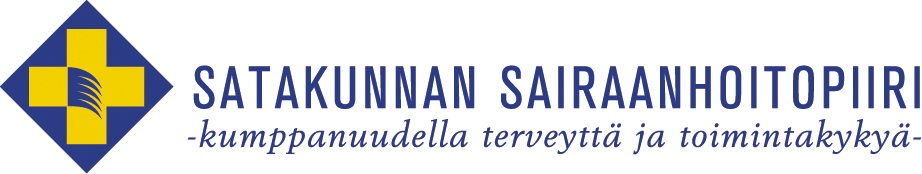 SATAKUNNAN SAIRAANHOITOPIIRI
-kumppanuudella terveyttä ja toimintakykyä-